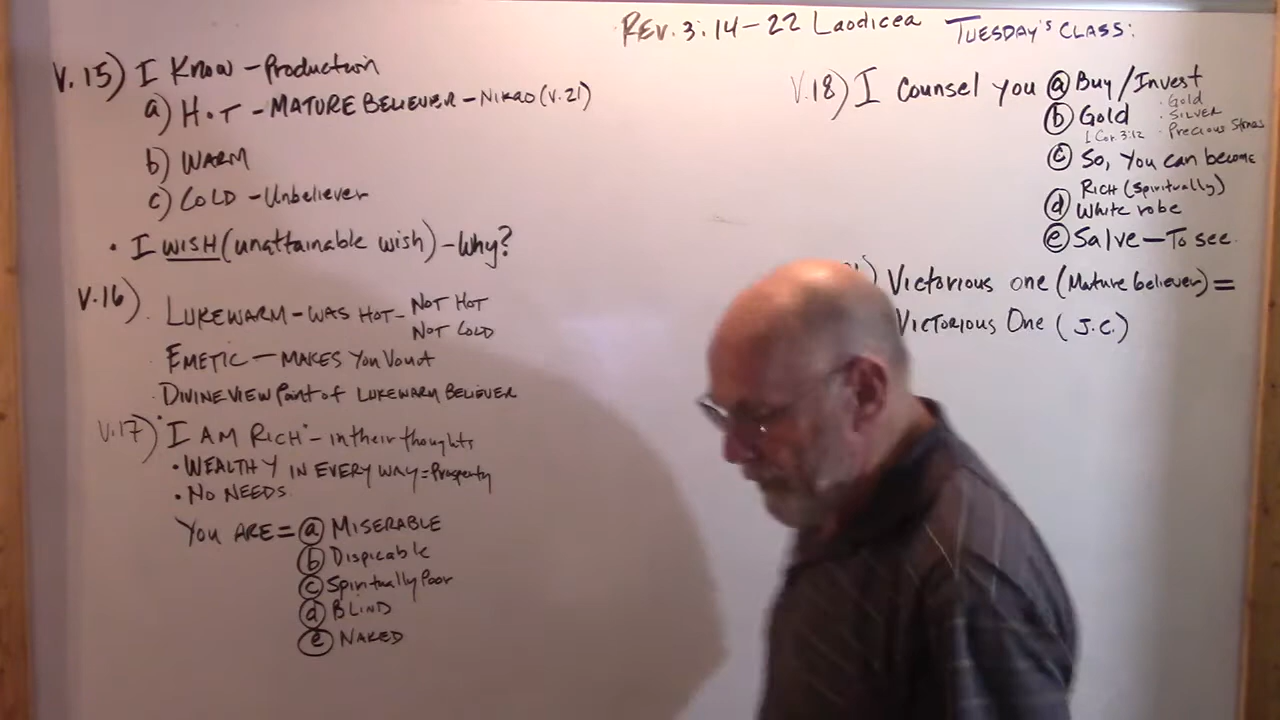 Rev. 3:14-22 Laodicea Tuesday's Class:
V.15) I Know - Production
a) HOT - MATURE BELIEVER - NIKAO (V.21)
b) WARM
c) COLD - Unbeliever
• I WISH (unattainable wish) - Why?
V.16) LUKEWARM - WAS HOT - NOT HOT
NOT COLD
EMETIC - MAKES You Vomit
DIVINE VIEW Point of LUKEWARM BELIEVER
V.17) "I AM RICH" - in their thoughts
• WEALTHY IN EVERY WAY = Prosperity
• NO NEEDS
YOU ARE = a MISERABLE
b Dispicable
c Spiritually Poor
d BLIND
e NAKED
V.18) I Counsel you a Buy/Invest
b Gold · Gold
· SILVER
I Cor. 3:12 · Precious Stones
c So, You can become
RICH (Spiritually)
d White robe
e Salve - To see.
) Victorious one (Mature believer) =
Victorious One (J.C.)